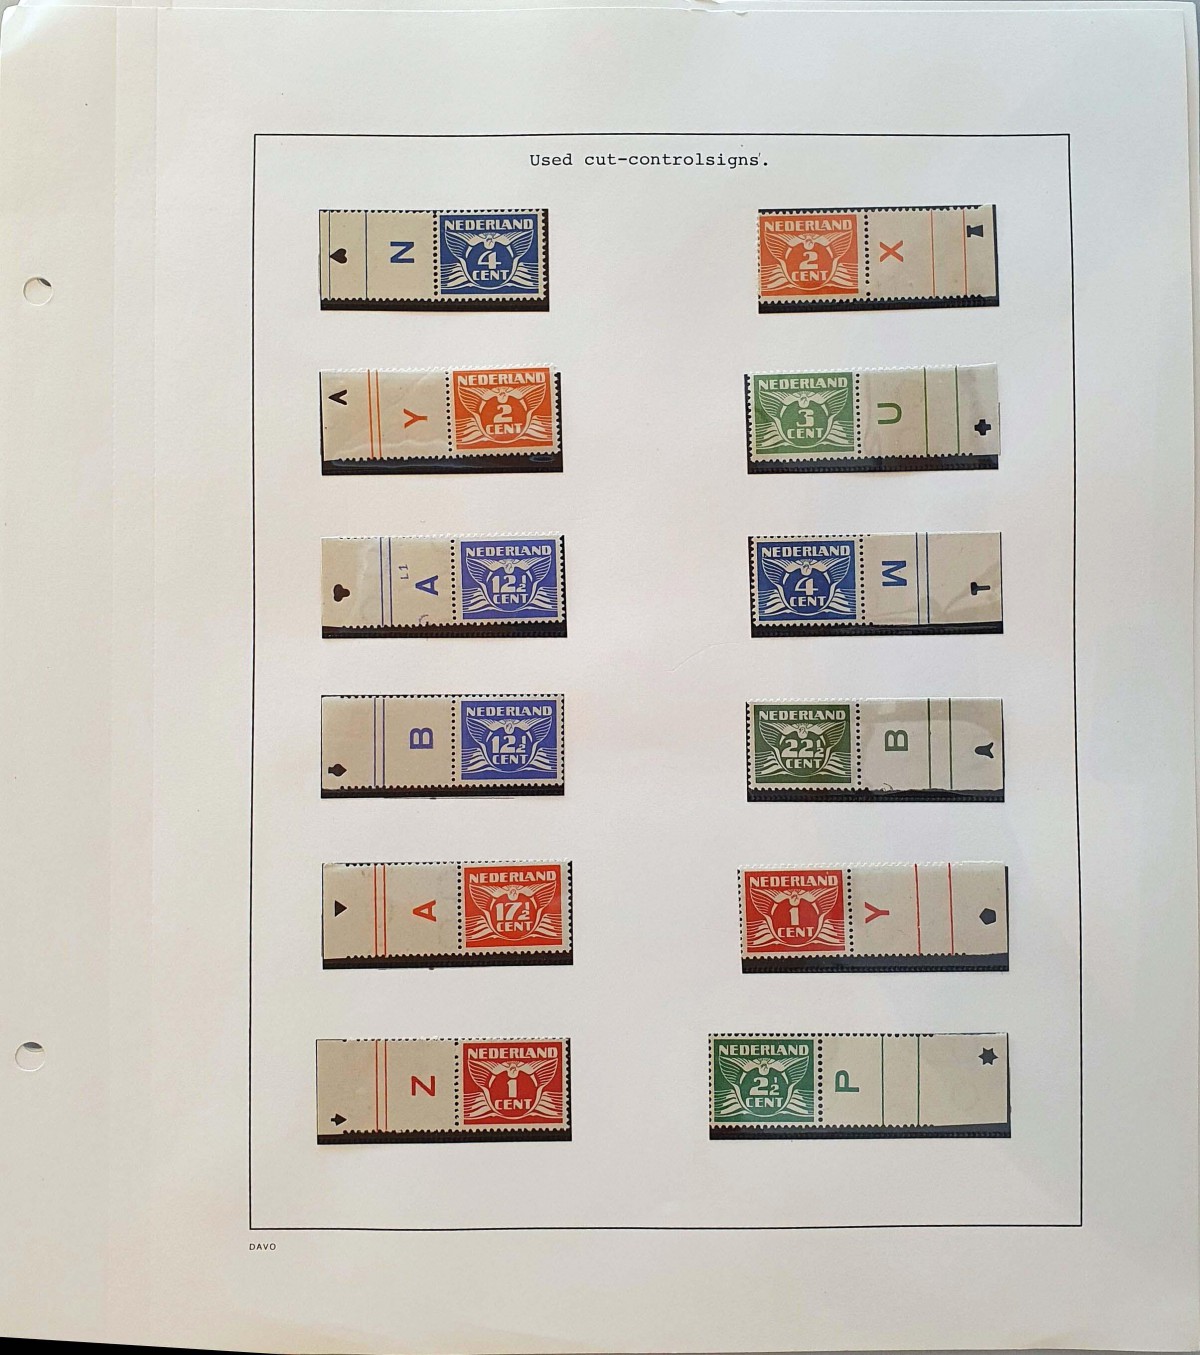 Used cut-controlsigns'.
N
NEDERLAND
4
CENT
NEDERLAND
2
CENT
X
Y
NEDERLAND
2
CENT
NEDERLAND
3
CENT
U
L1
A
NEDERLAND
12½
CENT
NEDERLAND
4
CENT
M
T
B
NEDERLAND
12½
CENT
NEDERLAND
22½
CENT
B
A
NEDERLAND
17½
CENT
NEDERLAND
1
CENT
Y
Z
NEDERLAND
1
CENT
NEDERLAND
2½
CENT
P
DAVO